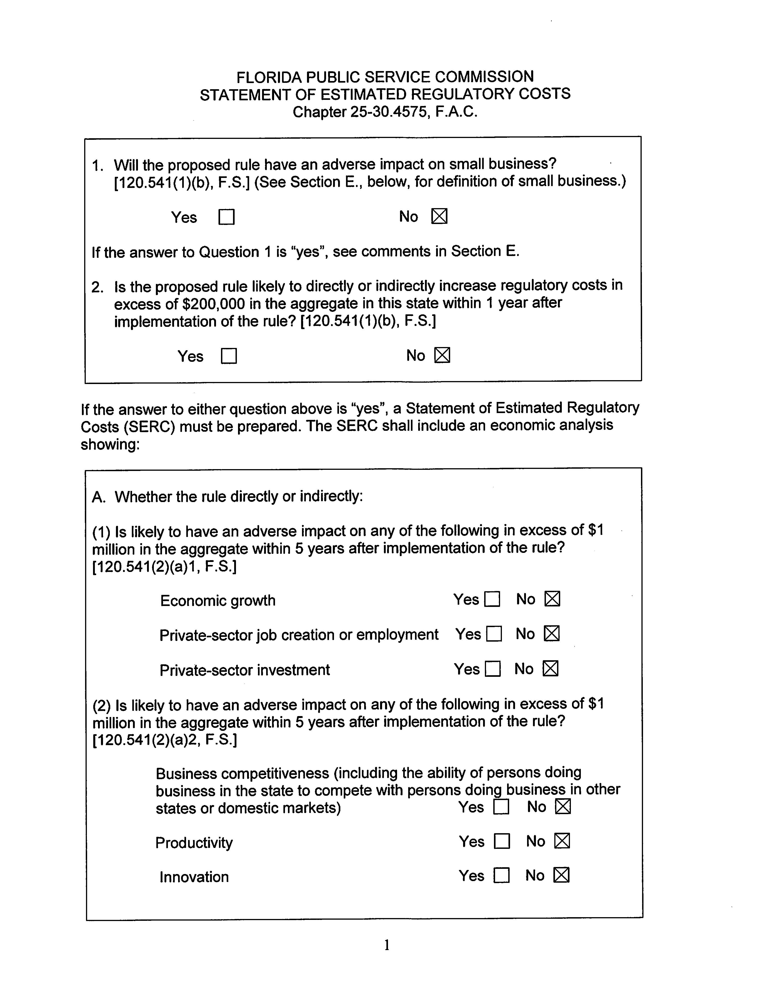 FLORIDA PUBLIC SERVICE COMMISSION
STATEMENT OF ESTIMATED REGULATORY COSTS
Chapter 25-30.4575, F.A.C.
1. Will the proposed rule have an adverse impact on small business?
[120.541(1)(b), F.S.] (See Section E., below, for definition of small business.)
Yes ☐ No ☒
If the answer to Question 1 is “yes”, see comments in Section E.
2. Is the proposed rule likely to directly or indirectly increase regulatory costs in
excess of $200,000 in the aggregate in this state within 1 year after
implementation of the rule? [120.541(1)(b), F.S.]
Yes ☐ No ☒
If the answer to either question above is “yes”, a Statement of Estimated Regulatory
Costs (SERC) must be prepared. The SERC shall include an economic analysis
showing:
A. Whether the rule directly or indirectly:
(1) Is likely to have an adverse impact on any of the following in excess of $1
million in the aggregate within 5 years after implementation of the rule?
[120.541(2)(a)1, F.S.]
Economic growth Yes ☐ No ☒
Private-sector job creation or employment Yes ☐ No ☒
Private-sector investment Yes ☐ No ☒
(2) Is likely to have an adverse impact on any of the following in excess of $1
million in the aggregate within 5 years after implementation of the rule?
[120.541(2)(a)2, F.S.]
Business competitiveness (including the ability of persons doing
business in the state to compete with persons doing business in other
states or domestic markets) Yes ☐ No ☒
Productivity Yes ☐ No ☒
Innovation Yes ☐ No ☒
1